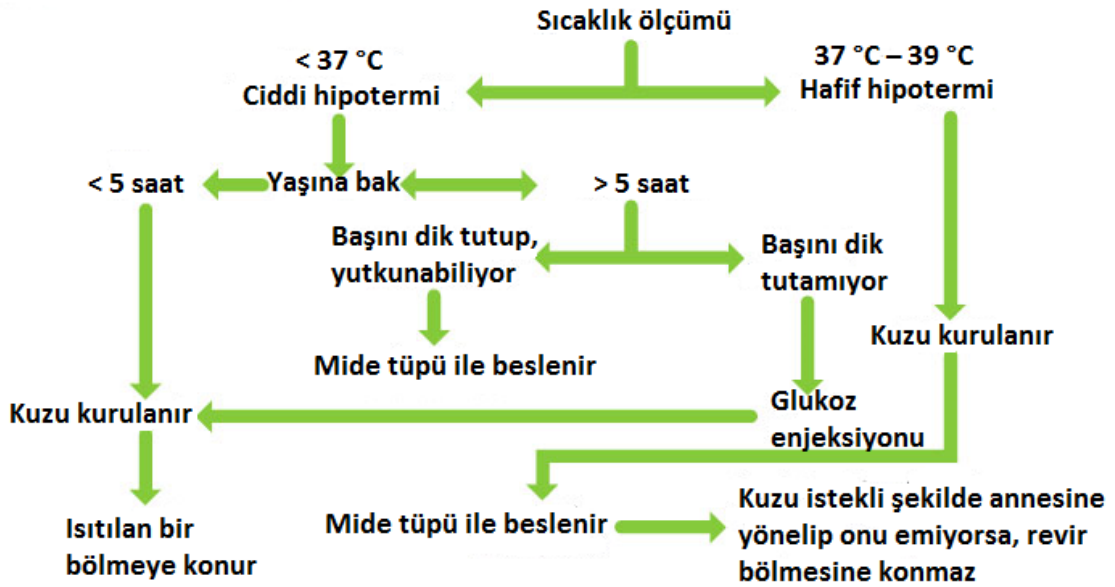 Sıcaklık ölçümü
< 37 °C
Ciddi hipotermi
37 °C – 39 °C
Hafif hipotermi
< 5 saat
Yaşına bak
> 5 saat
Başını dik tutup,
yutkunabiliyor
Başını dik
tutamıyor
Kuzu kurulanır
Mide tüpü ile beslenir
Kuzu kurulanır
Glukoz
enjeksiyonu
Isıtılan bir
bölmeye konur
Mide tüpü ile beslenir
Kuzu istekli şekilde annesine
yönelip onu emiyorsa, revir
bölmesine konmaz